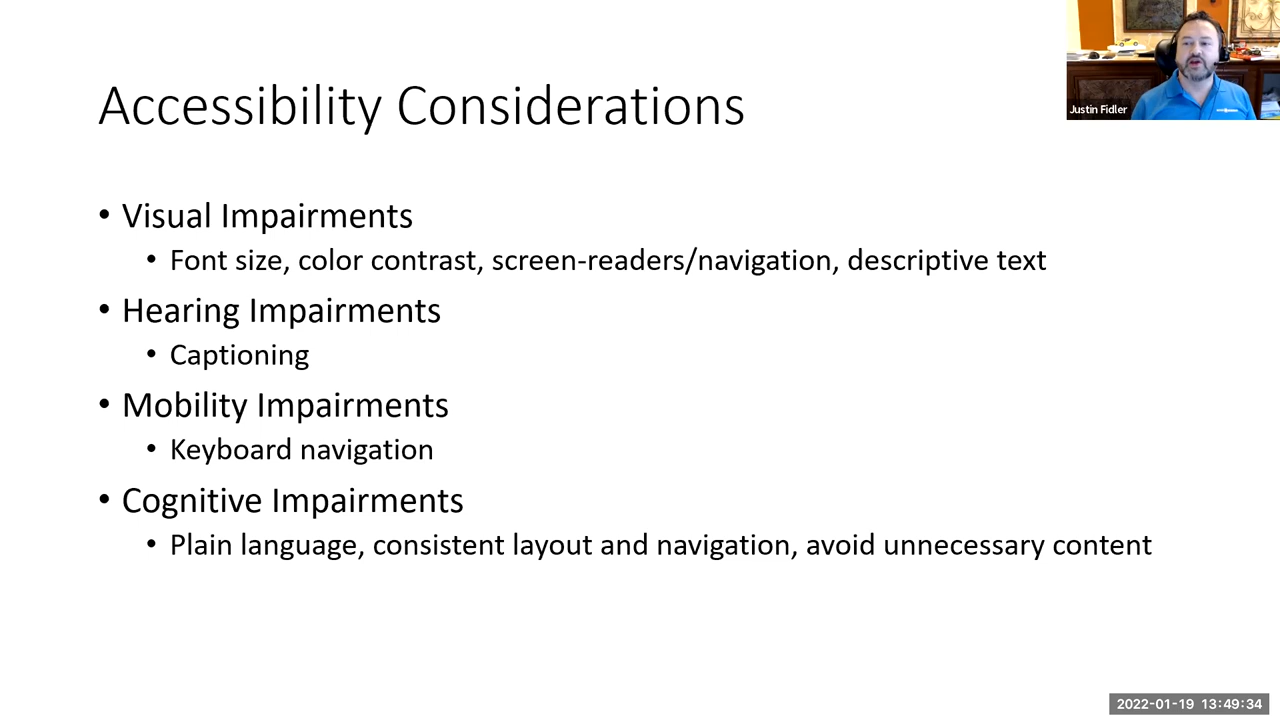 Accessibility Considerations
Justin Fidler
• Visual Impairments
• Font size, color contrast, screen-readers/navigation, descriptive text
• Hearing Impairments
• Captioning
• Mobility Impairments
• Keyboard navigation
• Cognitive Impairments
• Plain language, consistent layout and navigation, avoid unnecessary content
2022-01-19 13:49:34